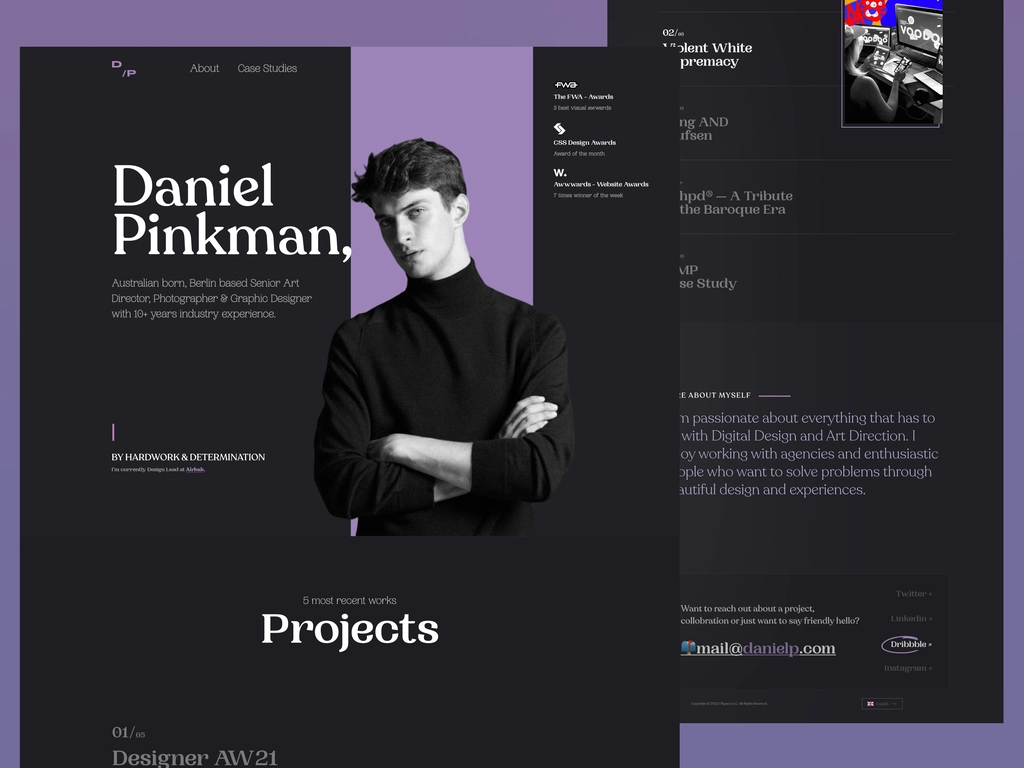 D
/P
About
Case Studies
Daniel
Pinkman,
Australian born, Berlin based Senior Art
Director, Photographer & Graphic Designer
with 10+ years industry experience.
BY HARDWORK & DETERMINATION
I'm currently Design Lead at Airbnb.
FWA
The FWA - Awards
3 best visual awards
CSS Design Awards
Award of the month
W.
Awwwards - Website Awards
7 times winner of the week
5 most recent works
Projects
01/05
Designer AW21
02/05
Violent White
premacy
VOODOO
ng AND
ufsen
hpd® — A Tribute
the Baroque Era
MP
se Study
RE ABOUT MYSELF
m passionate about everything that has to
with Digital Design and Art Direction. I
oy working with agencies and enthusiastic
ople who want to solve problems through
autiful design and experiences.
Want to reach out about a project,
collobration or just want to say friendly hello?
mail@danielp.com
Twitter
Linkedin
Dribbble
Instagram
English